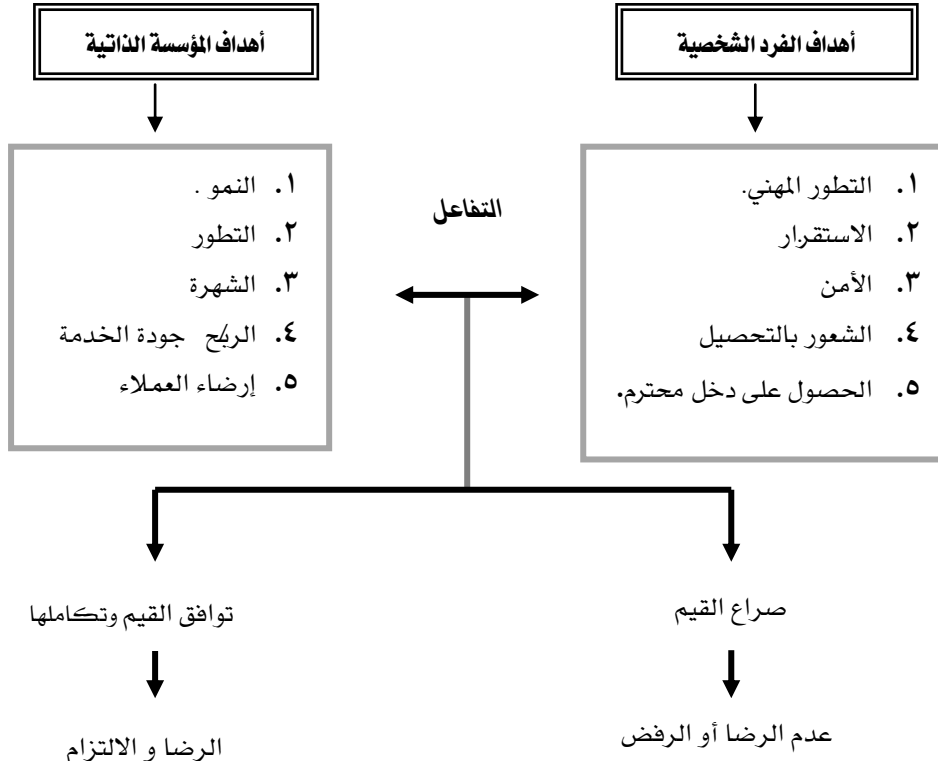 أهداف الفرد الشخصية
أهداف المؤسسة الذاتية
١. التطور المهني.
٢. الاستقرار
٣. الأمن
٤. الشعور بالتحصيل
٥. الحصول على دخل محترم.
التفاعل
١. النمو .
٢. التطور
٣. الشهرة
٤. الربح جودة الخدمة
٥. إرضاء العملاء
صراع القيم
توافق القيم وتكاملها
عدم الرضا أو الرفض
الرضا و الالتزام